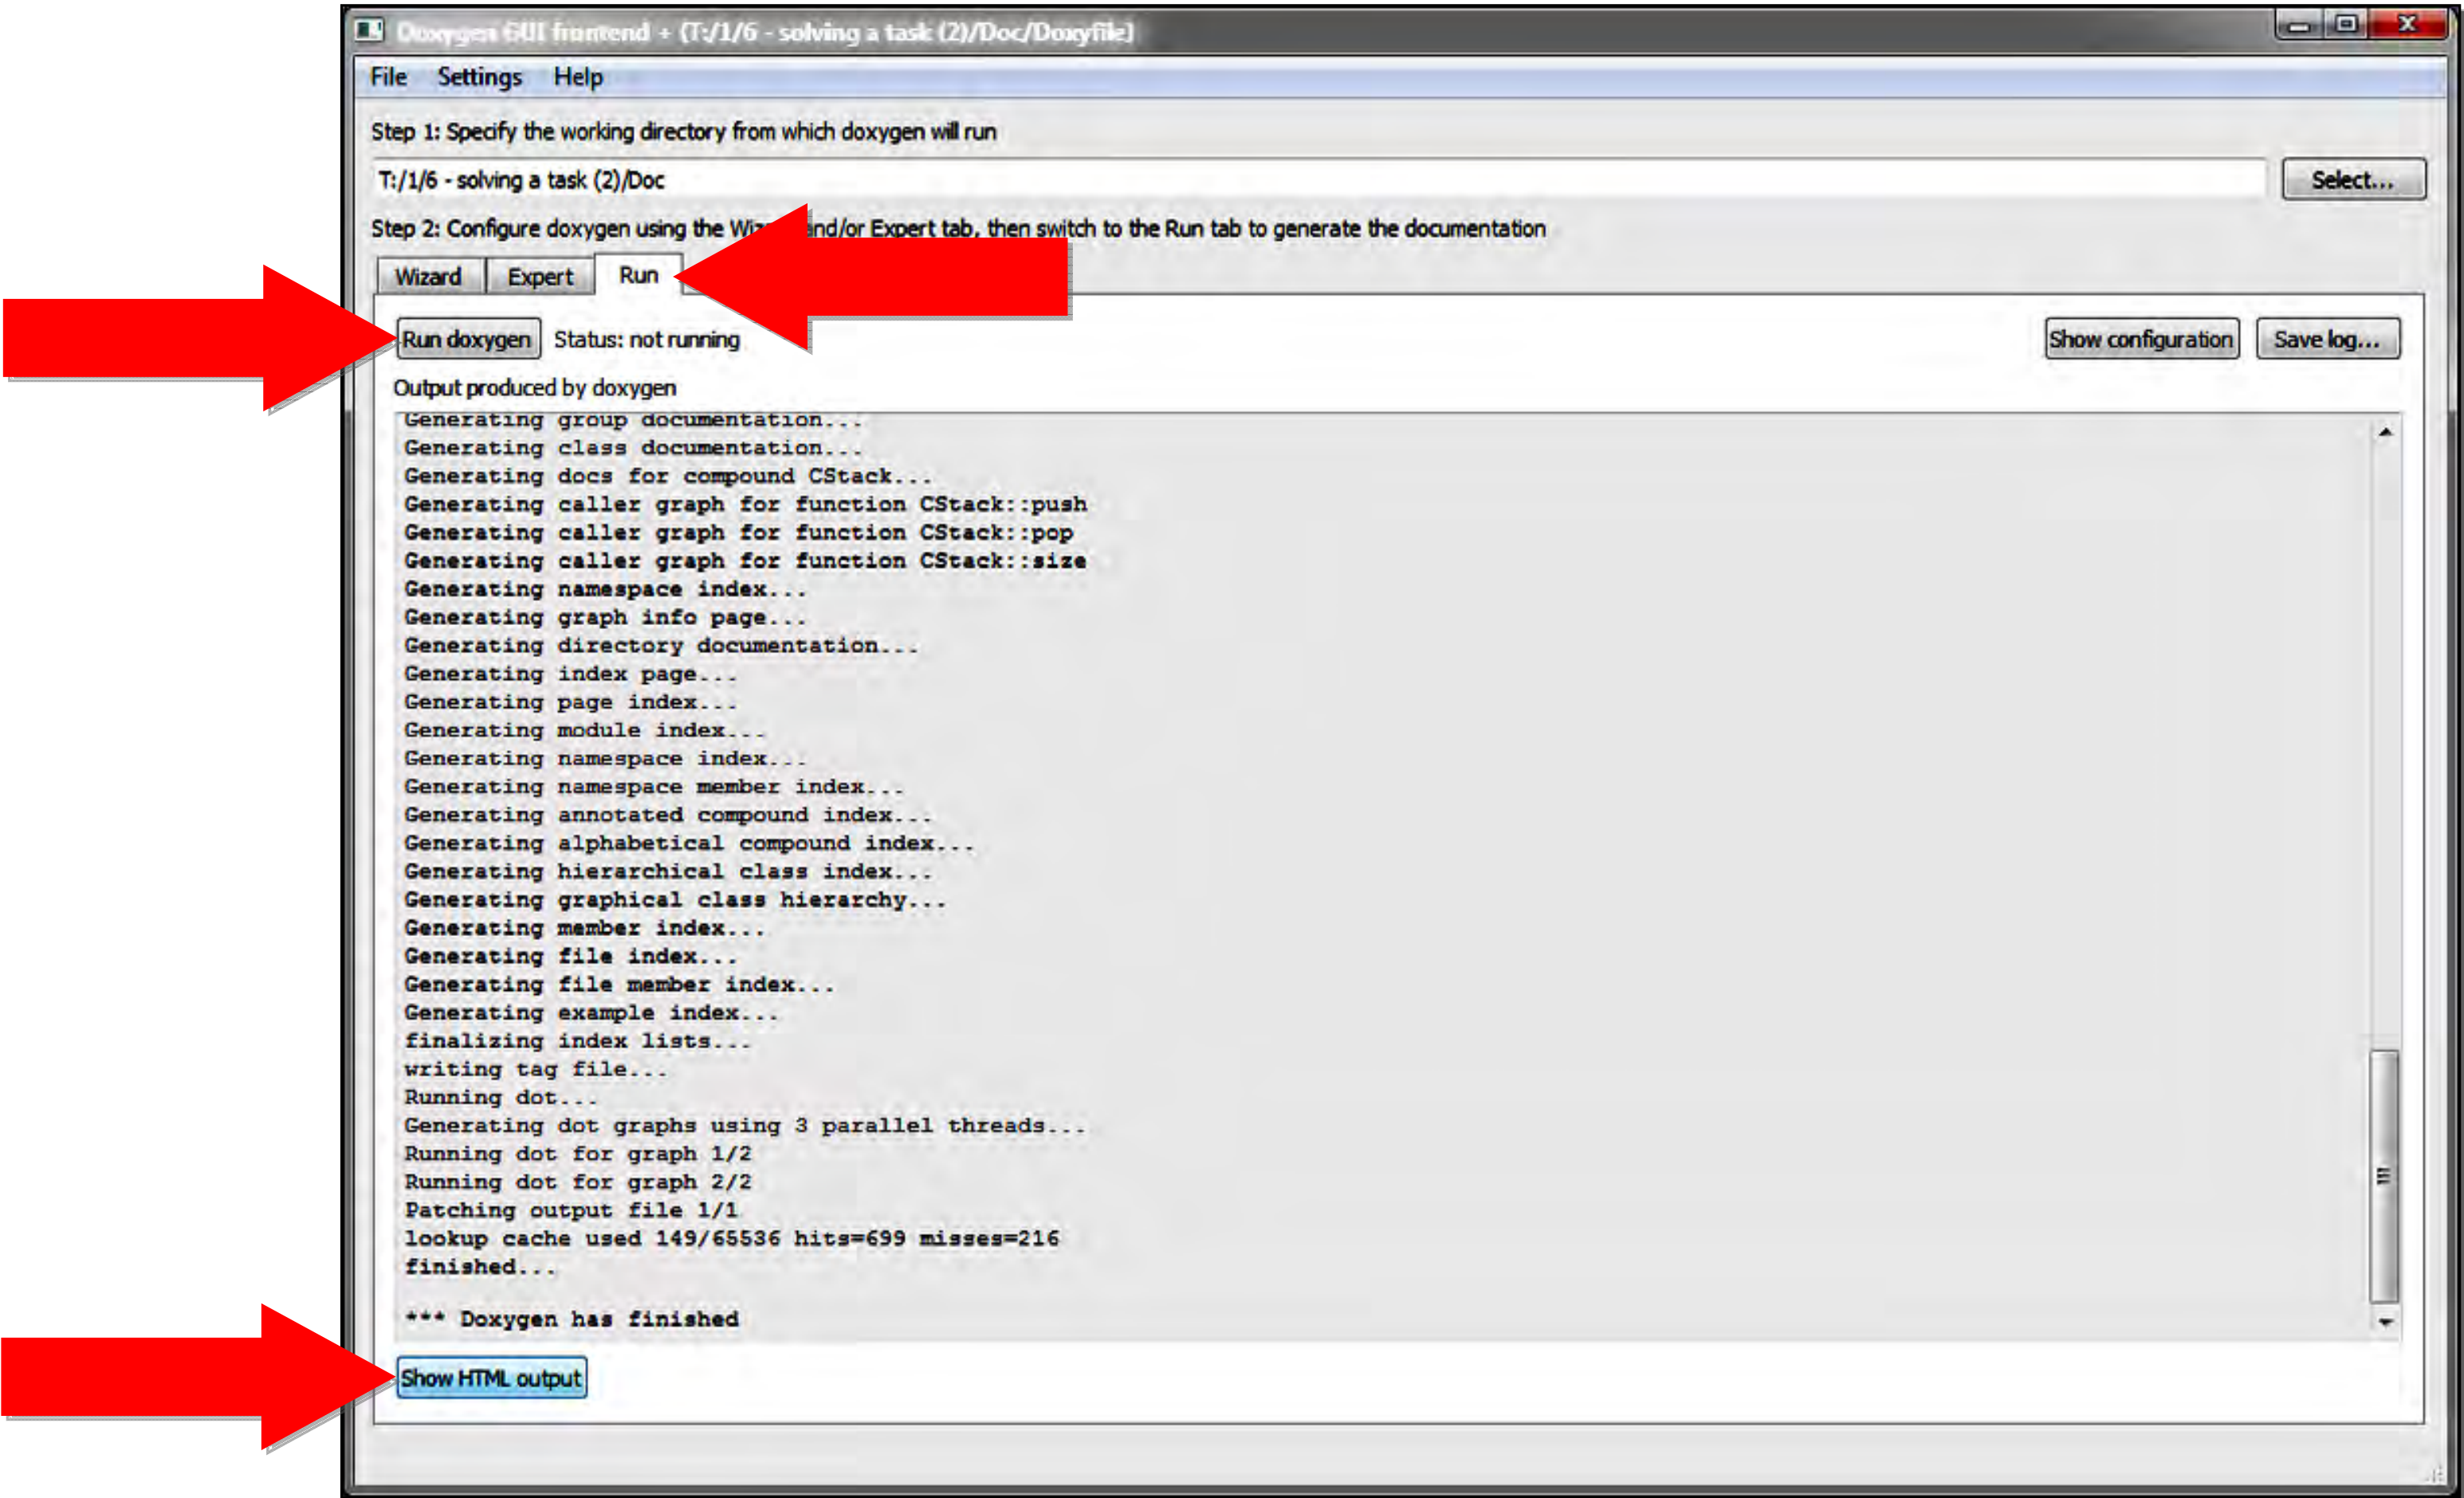 Doxygen GUI frontend + (T:/1/6 - solving a task (2)/Doc/Doxyfile)
File Settings Help
Step 1: Specify the working directory from which doxygen will run
T:/1/6 - solving a task (2)/Doc
Select...
Step 2: Configure doxygen using the and/or Expert tab, then switch to the Run tab to generate the documentation
Wizard Expert Run
Run doxygen Status: not running Show configuration Save log...
Output produced by doxygen
Generating group documentation...
Generating class documentation...
Generating docs for compound CStack...
Generating caller graph for function CStack::push
Generating caller graph for function CStack::pop
Generating caller graph for function CStack::size
Generating namespace index...
Generating graph info page...
Generating directory documentation...
Generating index page...
Generating page index...
Generating module index...
Generating namespace index...
Generating namespace member index...
Generating annotated compound index...
Generating alphabetical compound index...
Generating hierarchical class index...
Generating graphical class hierarchy...
Generating member index...
Generating file index...
Generating file member index...
Generating example index...
finalizing index lists...
writing tag file...
Running dot...
Generating dot graphs using 3 parallel threads...
Running dot for graph 1/2
Running dot for graph 2/2
Patching output file 1/1
lookup cache used 149/65536 hits=699 misses=216
finished...
*** Doxygen has finished
Show HTML output